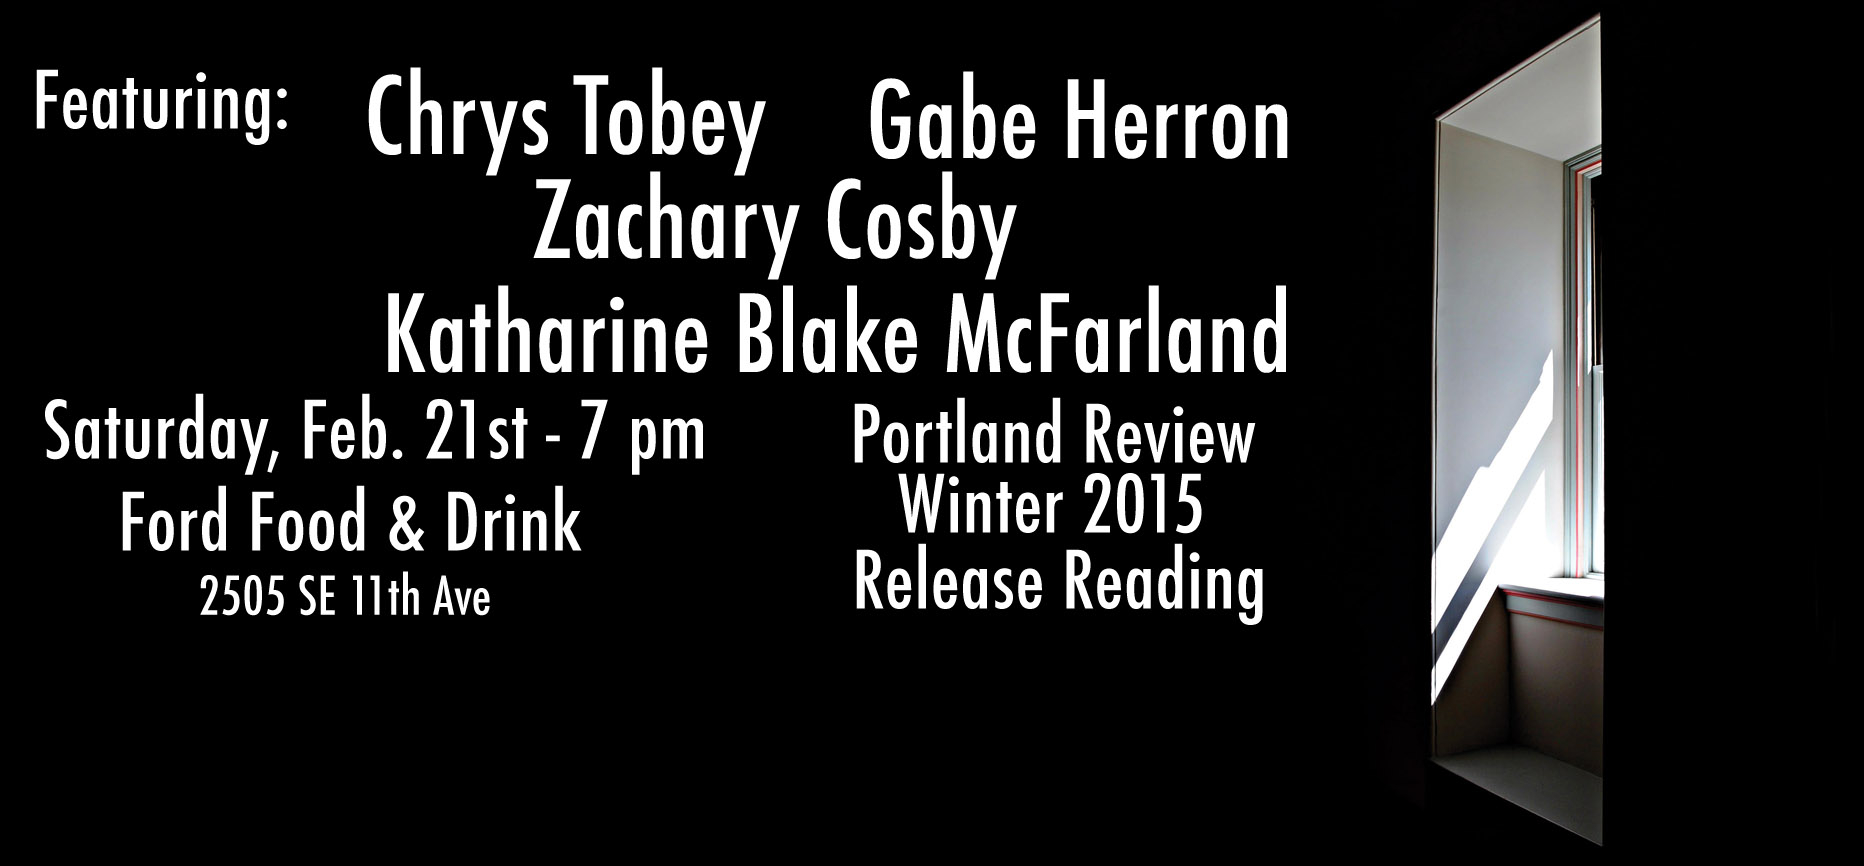 Featuring:
Chrys Tobey
Gabe Herron
Zachary Cosby
Katharine Blake McFarland
Saturday, Feb. 21st - 7 pm
Ford Food & Drink
2505 SE 11th Ave
Portland Review
Winter 2015
Release Reading